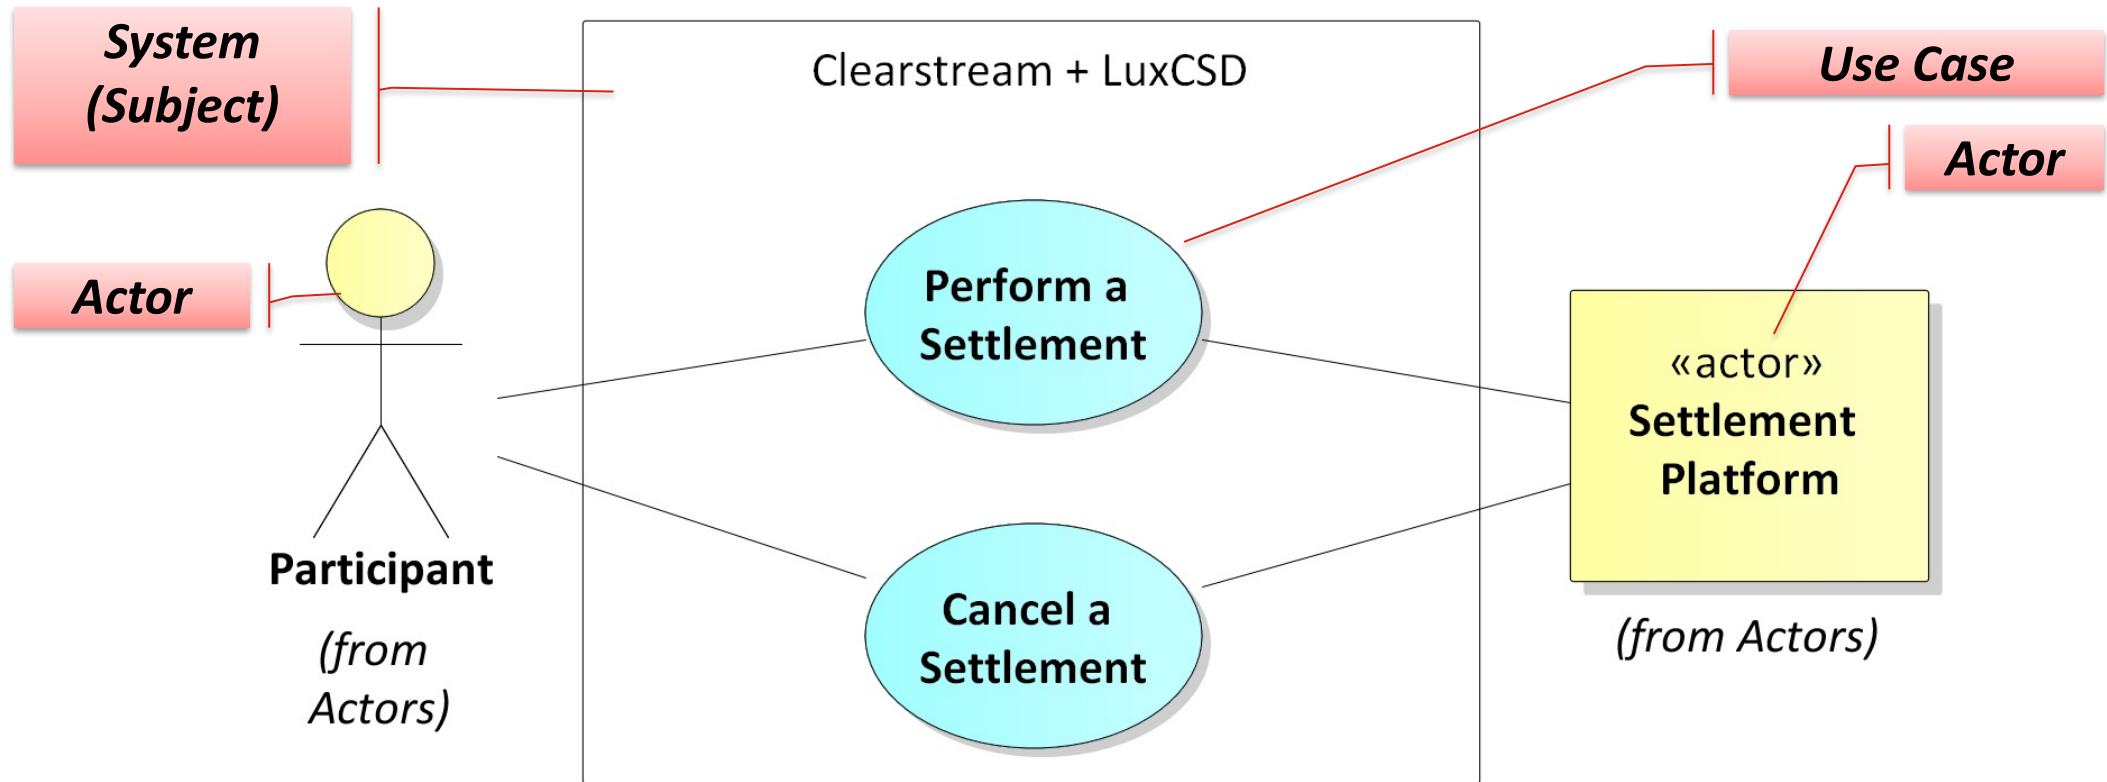 System
(Subject)
Clearstream + LuxCSD
Use Case
Actor
Actor
Perform a
Settlement
«actor»
Settlement
Platform
(from Actors)
Participant
(from
Actors)
Cancel a
Settlement